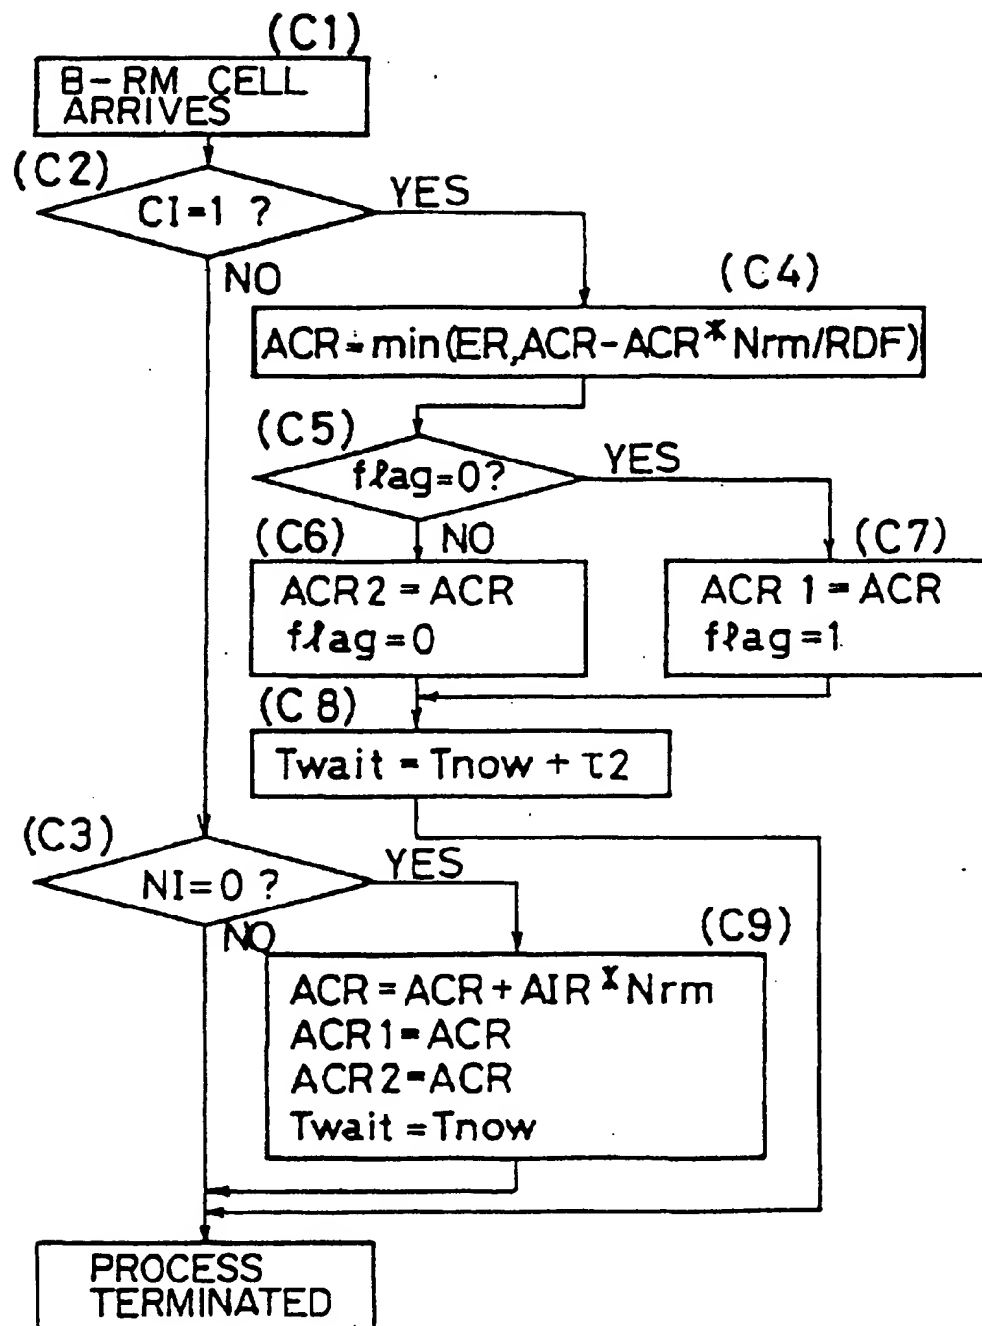 (C1)
B-RM CELL
ARRIVES
(C2)
CI=1 ?
YES
NO
(C4)
ACR=min(ER,ACR-ACR*Nrm/RDF)
(C5)
flag=0?
YES
NO
(C6)
ACR2=ACR
flag=0
(C7)
ACR1=ACR
flag=1
(C8)
Twait=Tnow+τ2
(C3)
NI=0 ?
YES
NO
(C9)
ACR=ACR+AIR*Nrm
ACR1=ACR
ACR2=ACR
Twait=Tnow
PROCESS
TERMINATED